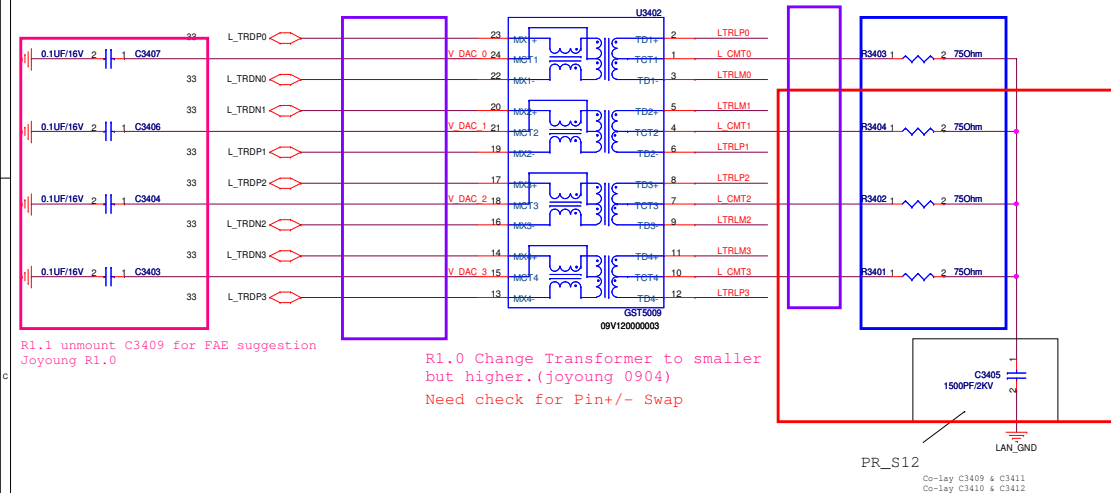 U3402
33 L_TRDP0 23 MX1+ TD1+ 2 LTRLP0
0.1UF/16V 2 1 C3407 V_DAC_0 24 MCT1 TCT1 1 L_CMT0 R3403 1 2 75Ohm
33 L_TRDN0 22 MX1- TD1- 3 LTRLM0
33 L_TRDN1 20 MX2+ TD2+ 5 LTRLM1
0.1UF/16V 2 1 C3406 V_DAC_1 21 MCT2 TCT2 4 L_CMT1 R3404 1 2 75Ohm
33 L_TRDP1 19 MX2- TD2- 6 LTRLP1
33 L_TRDP2 17 MX3+ TD3+ 8 LTRLP2
0.1UF/16V 2 1 C3404 V_DAC_2 18 MCT3 TCT3 7 L_CMT2 R3402 1 2 75Ohm
33 L_TRDN2 16 MX3- TD3- 9 LTRLM2
33 L_TRDN3 14 MX4+ TD4+ 11 LTRLM3
0.1UF/16V 2 1 C3403 V_DAC_3 15 MCT4 TCT4 10 L_CMT3 R3401 1 2 75Ohm
33 L_TRDP3 13 MX4- TD4- 12 LTRLP3
GST5009
09V120000003
R1.1 unmount C3409 for FAE suggestion
Joyoung R1.0
R1.0 Change Transformer to smaller
but higher.(joyoung 0904)
Need check for Pin+/- Swap
1
C3405
1500PF/2KV
2
LAN_GND
PR_S12
Co-lay C3409 & C3411
Co-lay C3410 & C3412
C